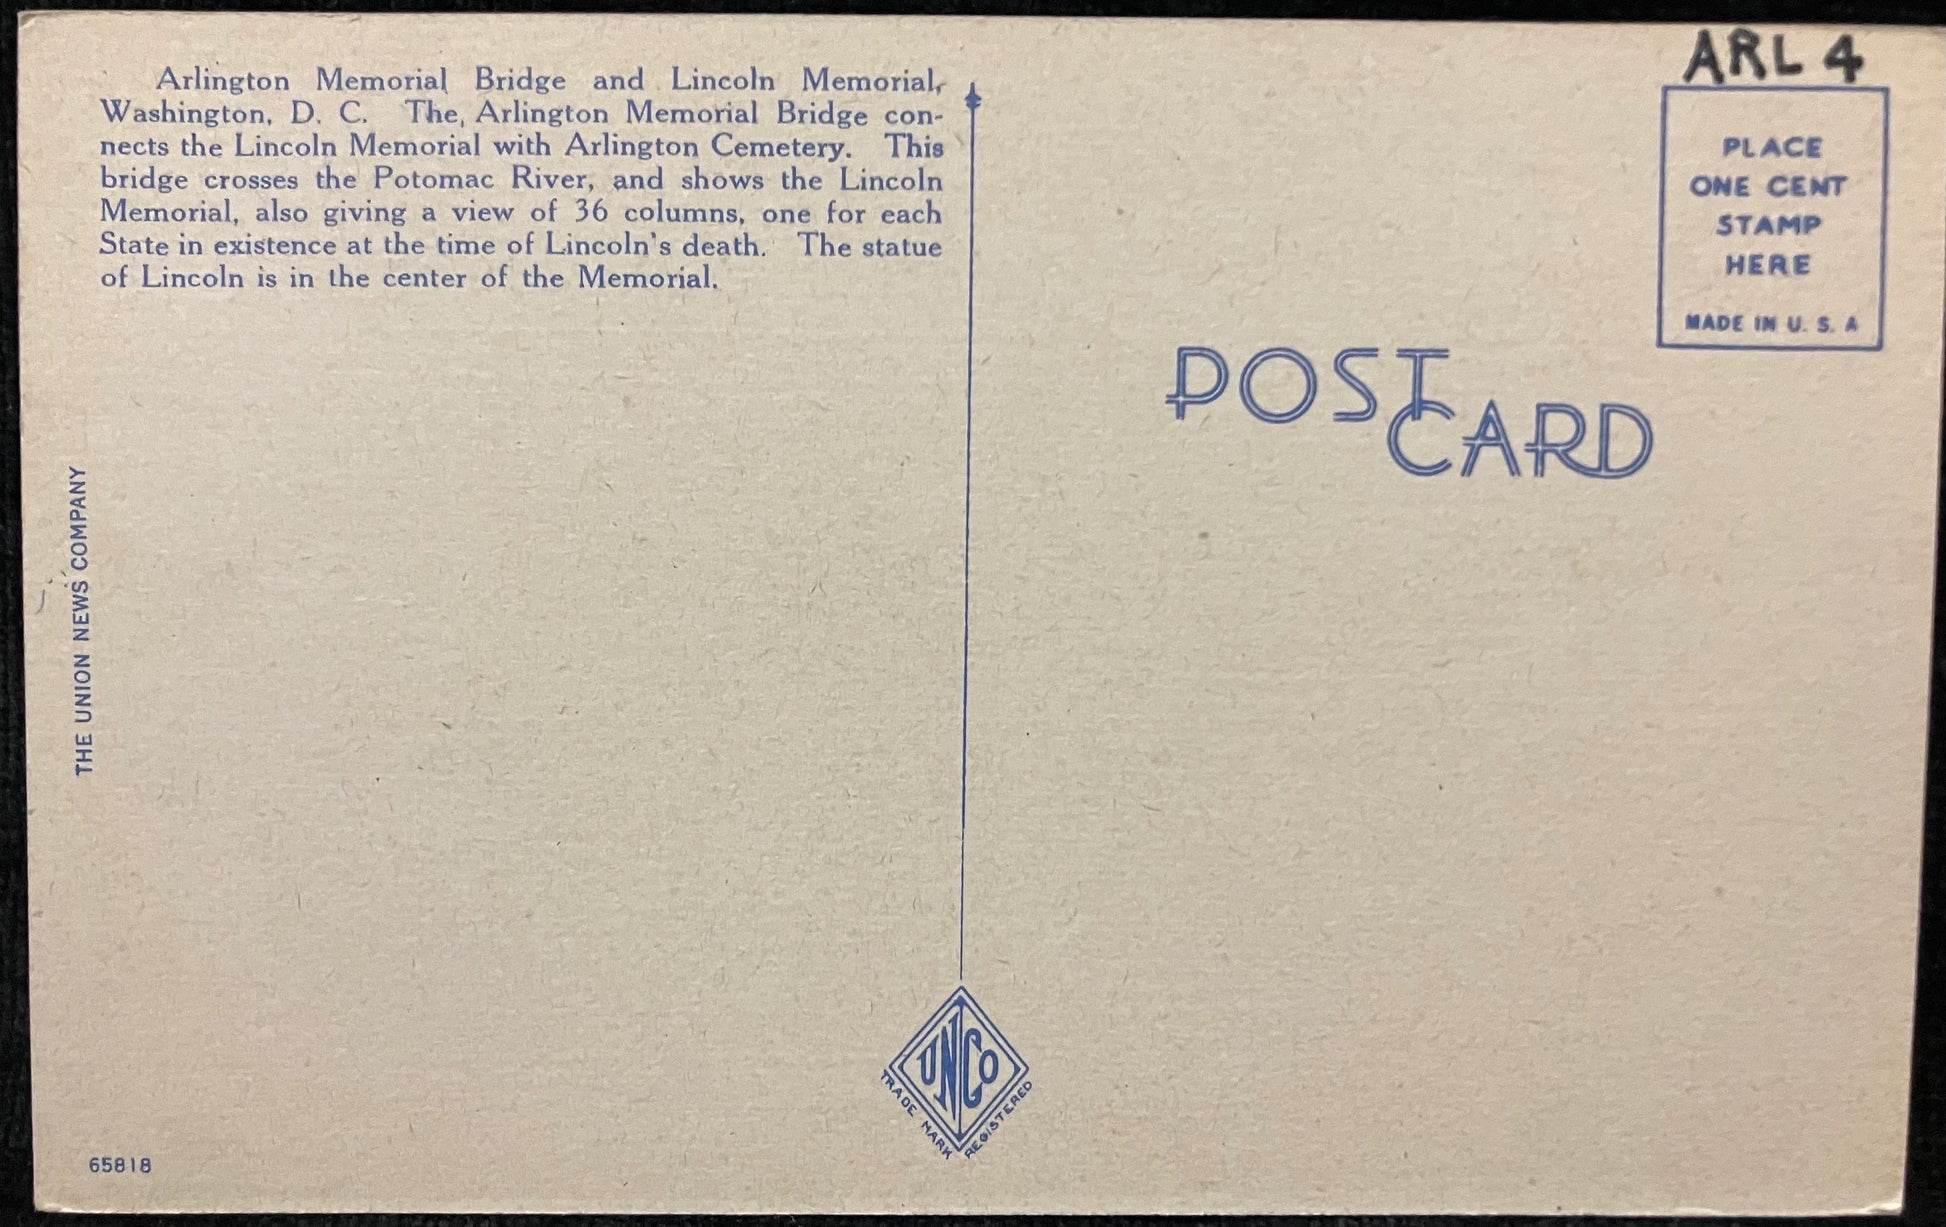 Arlington Memorial Bridge and Lincoln Memorial,
Washington, D. C. The, Arlington Memorial Bridge con-
nects the Lincoln Memorial with Arlington Cemetery. This
bridge crosses the Potomac River, and shows the Lincoln
Memorial, also giving a view of 36 columns, one for each
State in existence at the time of Lincoln's death. The statue
of Lincoln is in the center of the Memorial.
THE UNION NEWS COMPANY
65818
UNCO
TRADE MARK REGISTERED
ARL 4
PLACE
ONE CENT
STAMP
HERE
MADE IN U. S. A
POST
CARD